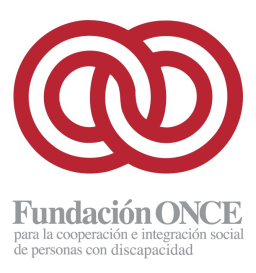 Fundación ONCE
para la cooperación e integración social
de personas con discapacidad